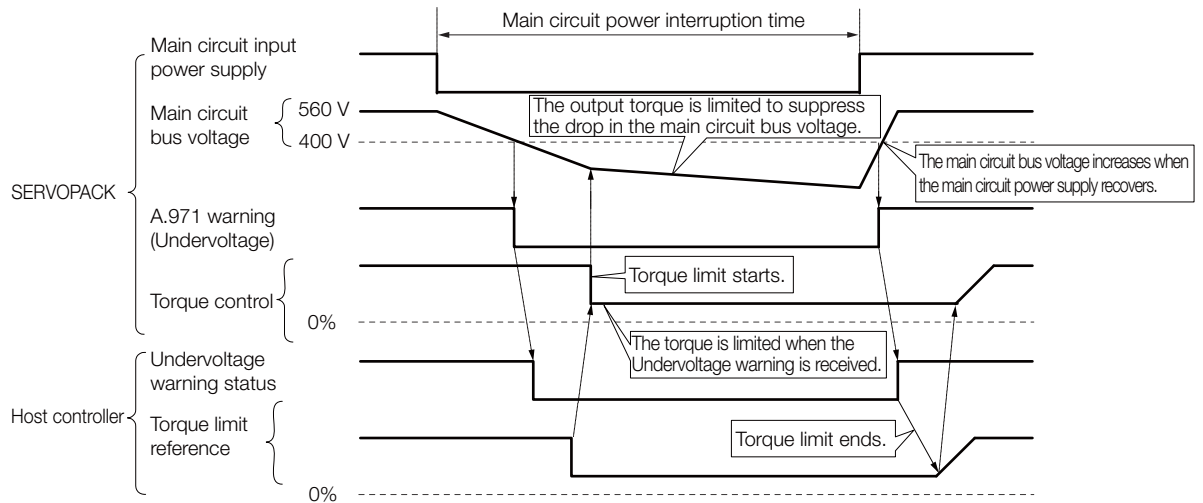 Main circuit power interruption time
Main circuit input
power supply
Main circuit
bus voltage
560 V
400 V
The output torque is limited to suppress
the drop in the main circuit bus voltage.
The main circuit bus voltage increases when
the main circuit power supply recovers.
SERVOPACK
A.971 warning
(Undervoltage)
Torque limit starts.
Torque control
0%
The torque is limited when the
Undervoltage warning is received.
Undervoltage
warning status
Host controller
Torque limit
reference
Torque limit ends.
0%